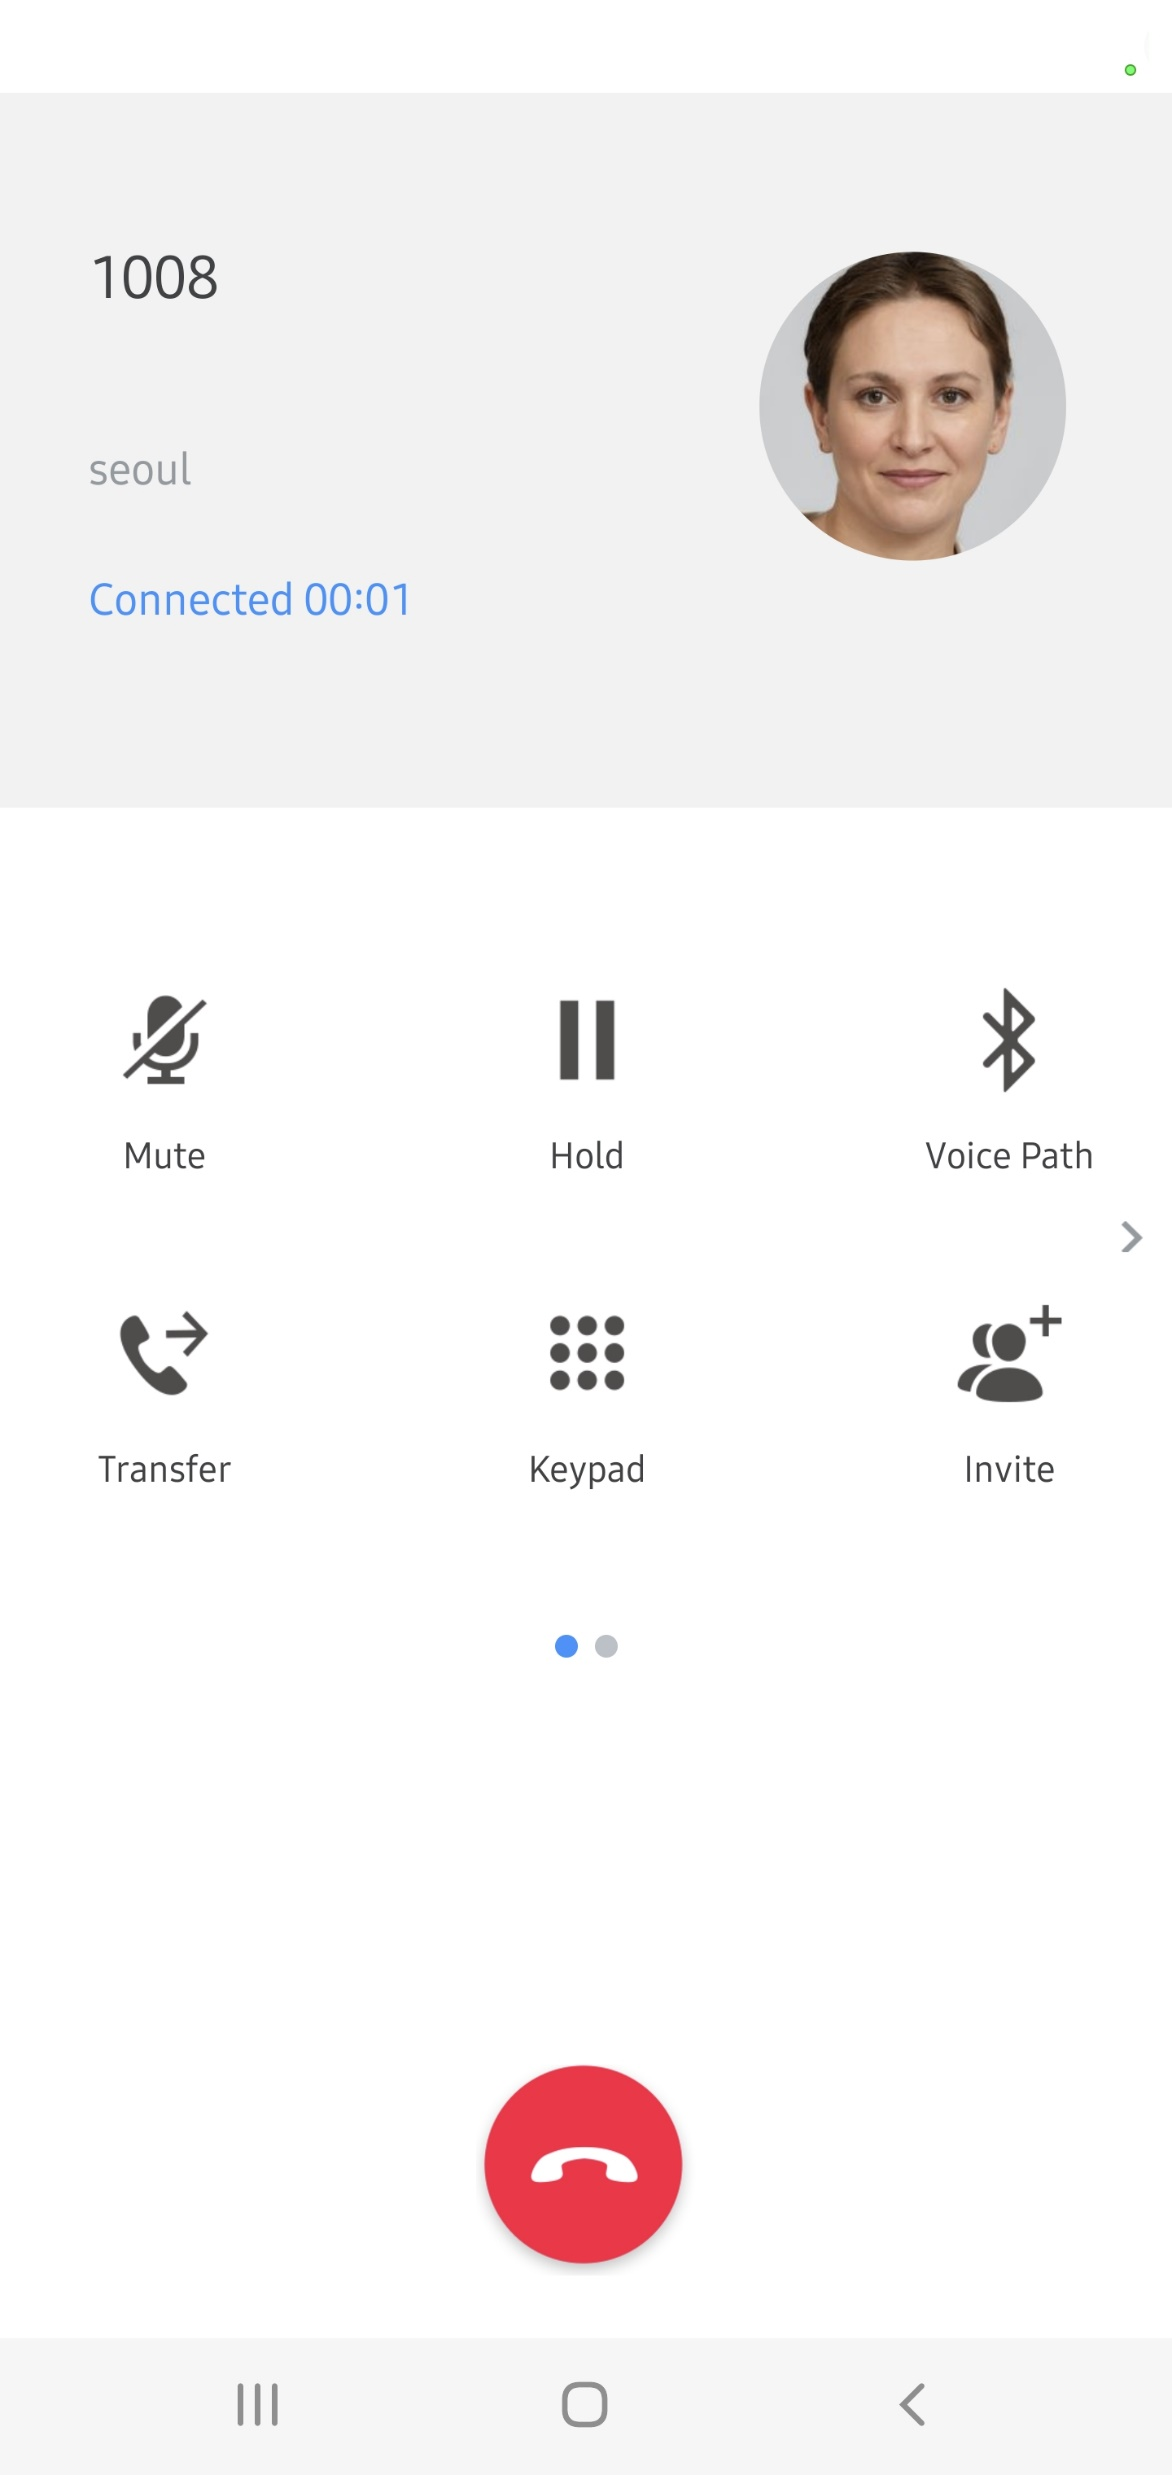 1008
seoul
Connected 00:01
Mute
Hold
Voice Path
Transfer
Keypad
Invite